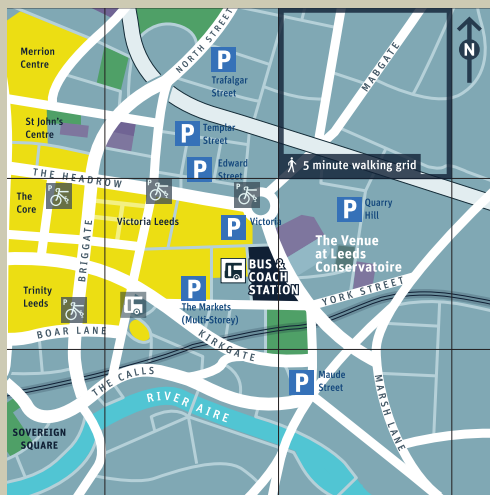 Merrion
Centre
NORTH STREET
P
Trafalgar
Street
MABGATE
N
St John's
Centre
P
Templar
Street
P
Edward
Street
5 minute walking grid
THE HEADROW
P
P
P
The
Core
Victoria Leeds
P
Victoria
P
Quarry
Hill
BRIGGATE
The Venue
at Leeds
Conservatoire
BUS &
COACH
STATION
Trinity
Leeds
P
P
The Markets
(Multi-Storey)
YORK STREET
BOAR LANE
KIRKGATE
THE CALLS
P
Maude
Street
MARSH LANE
RIVER AIRE
SOVEREIGN
SQUARE